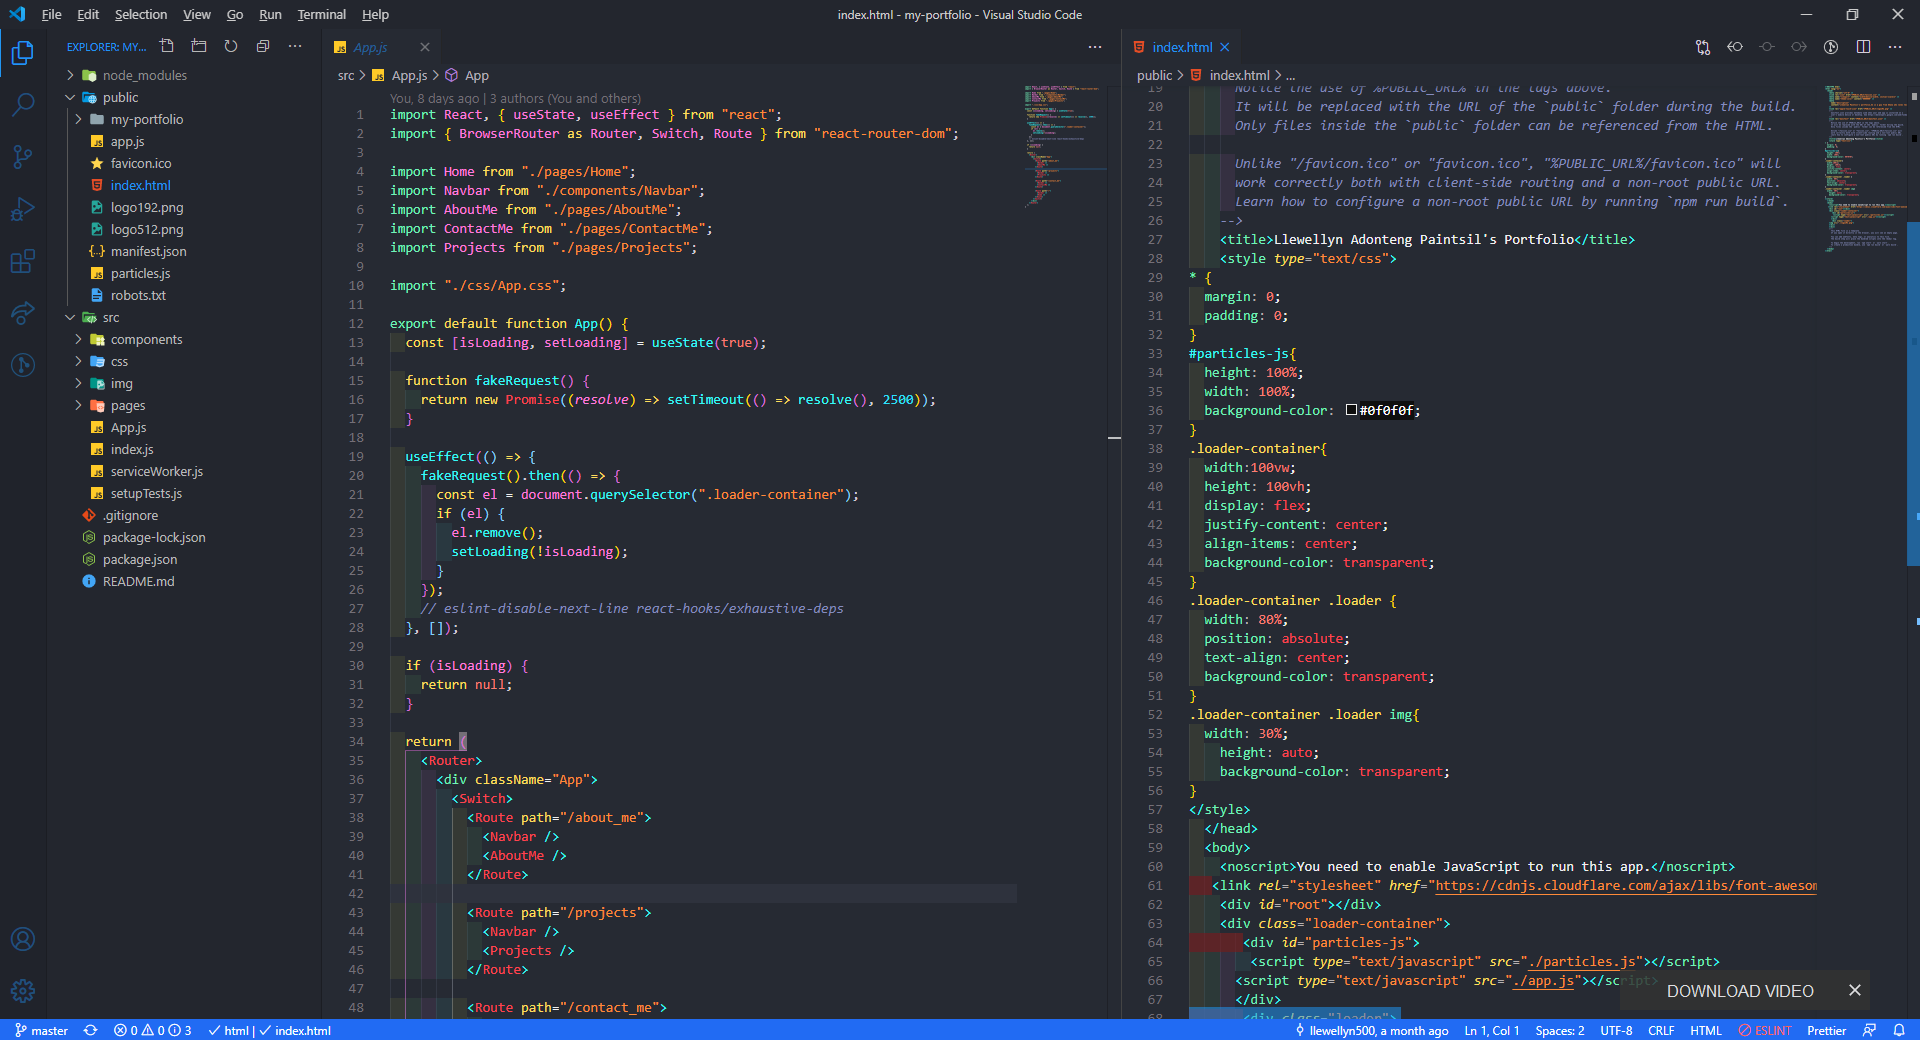 File Edit Selection View Go Run Terminal Help
index.html - my-portfolio - Visual Studio Code
EXPLORER: MY...
node_modules
public
my-portfolio
app.js
favicon.ico
index.html
logo192.png
logo512.png
manifest.json
particles.js
robots.txt
src
components
css
img
pages
App.js
index.js
serviceWorker.js
setupTests.js
.gitignore
package-lock.json
package.json
README.md
App.js
src > App.js > App
You, 8 days ago | 3 authors (You and others)
1 import React, { useState, useEffect } from "react";
2 import { BrowserRouter as Router, Switch, Route } from "react-router-dom";
3
4 import Home from "./pages/Home";
5 import Navbar from "./components/Navbar";
6 import AboutMe from "./pages/AboutMe";
7 import ContactMe from "./pages/ContactMe";
8 import Projects from "./pages/Projects";
9
10 import "./css/App.css";
11
12 export default function App() {
13 const [isLoading, setLoading] = useState(true);
14
15 function fakeRequest() {
16 return new Promise((resolve) => setTimeout(() => resolve(), 2500));
17 }
18
19 useEffect(() => {
20 fakeRequest().then(() => {
21 const el = document.querySelector(".loader-container");
22 if (el) {
23 el.remove();
24 setLoading(!isLoading);
25 }
26 });
27 // eslint-disable-next-line react-hooks/exhaustive-deps
28 }, []);
29
30 if (isLoading) {
31 return null;
32 }
33
34 return (
35 <Router>
36 <div className="App">
37 <Switch>
38 <Route path="/about_me">
39 <Navbar />
40 <AboutMe />
41 </Route>
42
43 <Route path="/projects">
44 <Navbar />
45 <Projects />
46 </Route>
47
48 <Route path="/contact_me">
index.html
public > index.html > ...
19 Notice the use of %PUBLIC_URL% in the tags above.
20 It will be replaced with the URL of the `public` folder during the build.
21 Only files inside the `public` folder can be referenced from the HTML.
22
23 Unlike "/favicon.ico" or "favicon.ico", "%PUBLIC_URL%/favicon.ico" will
24 work correctly both with client-side routing and a non-root public URL.
25 Learn how to configure a non-root public URL by running `npm run build`.
26 -->
27 <title>Llewellyn Adonteng Paintsil's Portfolio</title>
28 <style type="text/css">
29 * {
30 margin: 0;
31 padding: 0;
32 }
33 #particles-js{
34 height: 100%;
35 width: 100%;
36 background-color: #0f0f0f;
37 }
38 .loader-container{
39 width:100vw;
40 height: 100vh;
41 display: flex;
42 justify-content: center;
43 align-items: center;
44 background-color: transparent;
45 }
46 .loader-container .loader {
47 width: 80%;
48 position: absolute;
49 text-align: center;
50 background-color: transparent;
51 }
52 .loader-container .loader img{
53 width: 30%;
54 height: auto;
55 background-color: transparent;
56 }
57 </style>
58 </head>
59 <body>
60 <noscript>You need to enable JavaScript to run this app.</noscript>
61 <link rel="stylesheet" href="https://cdnjs.cloudflare.com/ajax/libs/font-awesom
62 <div id="root"></div>
63 <div class="loader-container">
64 <div id="particles-js">
65 <script type="text/javascript" src="./particles.js"></script>
66 <script type="text/javascript" src="./app.js"></script>
67 </div>
68 <div class="loader">
DOWNLOAD VIDEO
master 0 0 3 html | index.html
llewellyn500, a month ago Ln 1, Col 1 Spaces: 2 UTF-8 CRLF HTML ESLINT Prettier